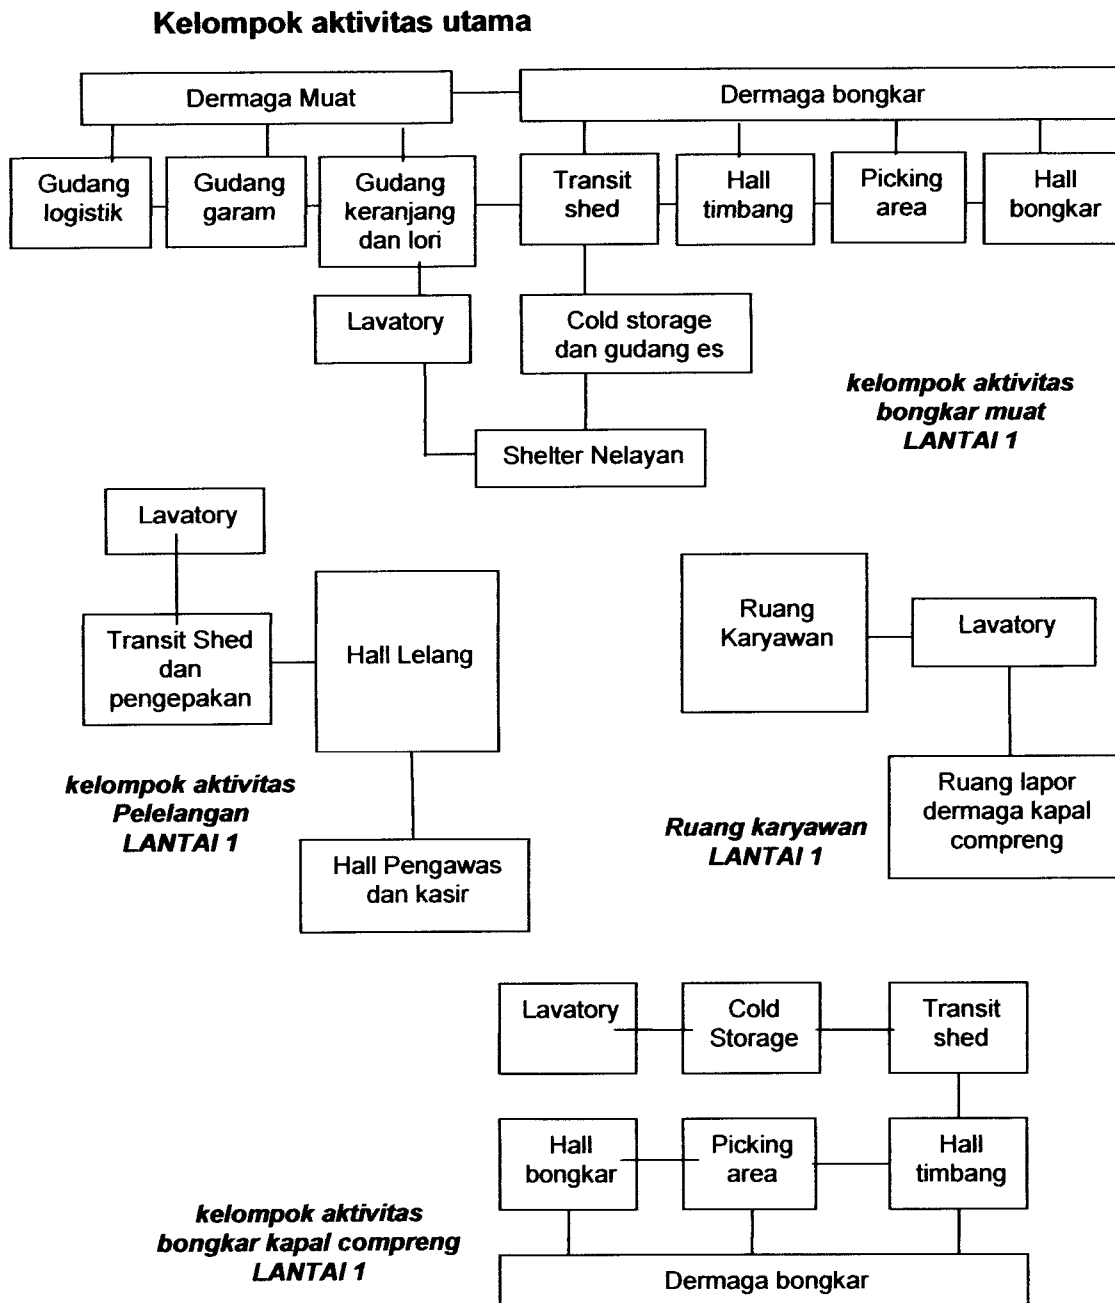 Kelompok aktivitas utama
Dermaga Muat
Dermaga bongkar
Gudang
logistik
Gudang
garam
Gudang
keranjang
dan lori
Transit
shed
Hall
timbang
Picking
area
Hall
bongkar
Lavatory
Cold storage
dan gudang es
kelompok aktivitas
bongkar muat
LANTAI 1
Shelter Nelayan
Lavatory
Transit Shed
dan
pengepakan
Hall Lelang
Ruang
Karyawan
Lavatory
kelompok aktivitas
Pelelangan
LANTAI 1
Hall Pengawas
dan kasir
Ruang karyawan
LANTAI 1
Ruang lapor
dermaga kapal
compreng
Lavatory
Cold
Storage
Transit
shed
Hall
bongkar
Picking
area
Hall
timbang
kelompok aktivitas
bongkar kapal compreng
LANTAI 1
Dermaga bongkar